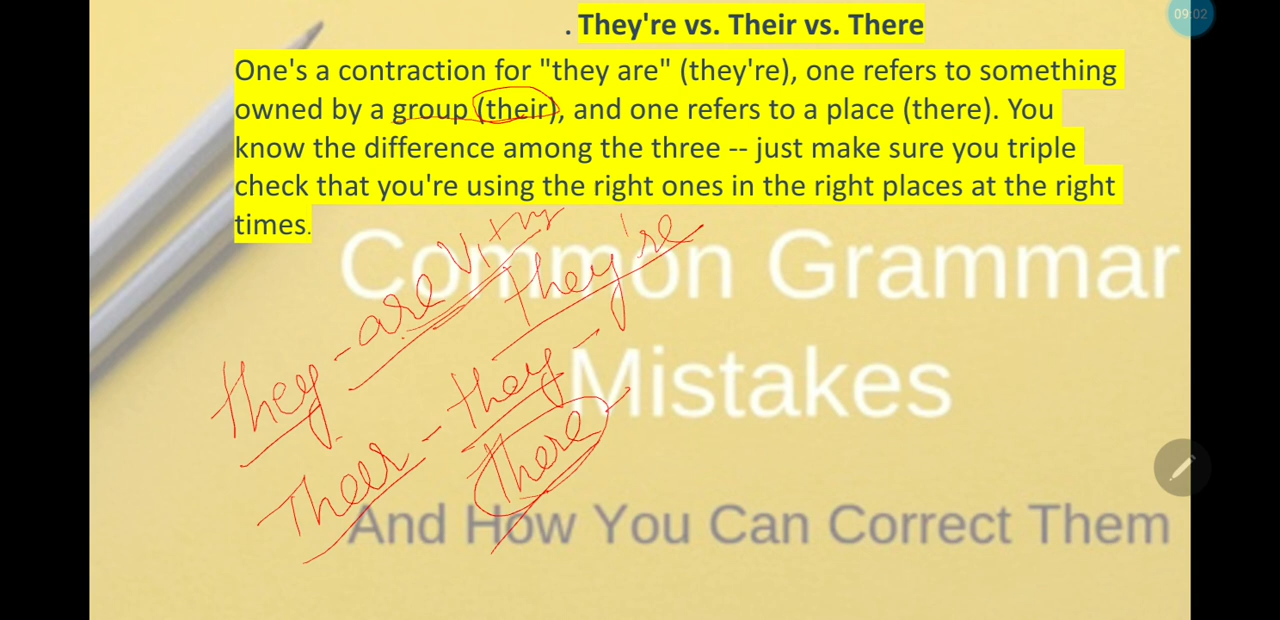 09:02
. They're vs. Their vs. There
One's a contraction for "they are" (they're), one refers to something
owned by a group (their), and one refers to a place (there). You
know the difference among the three -- just make sure you triple
check that you're using the right ones in the right places at the right
times.
Common Grammar
Mistakes
And How You Can Correct Them
they - are
they're
Their - they -
there